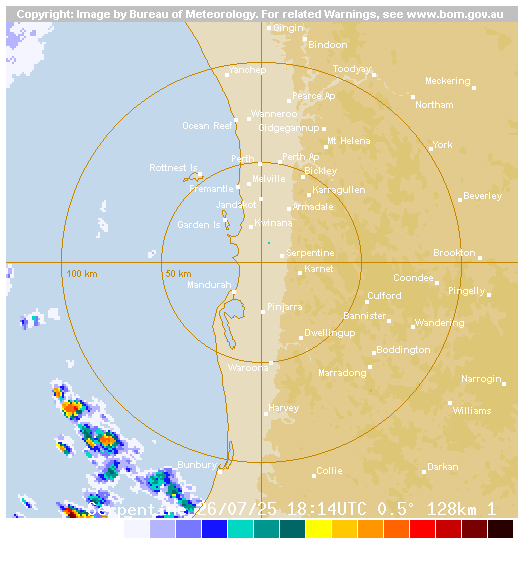 Copyright: Image by Bureau of Meteorology. For related Warnings, see www.bom.gov.au
Gingin
Bindoon
Yanchep
Toodyay
Meckering
Pearce Ap
Northam
Wanneroo
Ocean Reef
Gidgegannup
Mt Helena
York
Perth
Perth Ap
Rottnest Is
Bickley
Melville
Fremantle
Karragullen
Beverley
Jandakot
Armadale
Garden Is
Kwinana
Serpentine
Brookton
100 km
50 km
Karnet
Coondee
Mandurah
Pingelly
Cufford
Pinjarra
Bannister
Wandering
Dwellingup
Boddington
Waroona
Marradong
Narrogin
Harvey
Williams
Bunbury
Collie
Darkan
Serpentine 26/07/25 18:14UTC 0.5° 128km 1